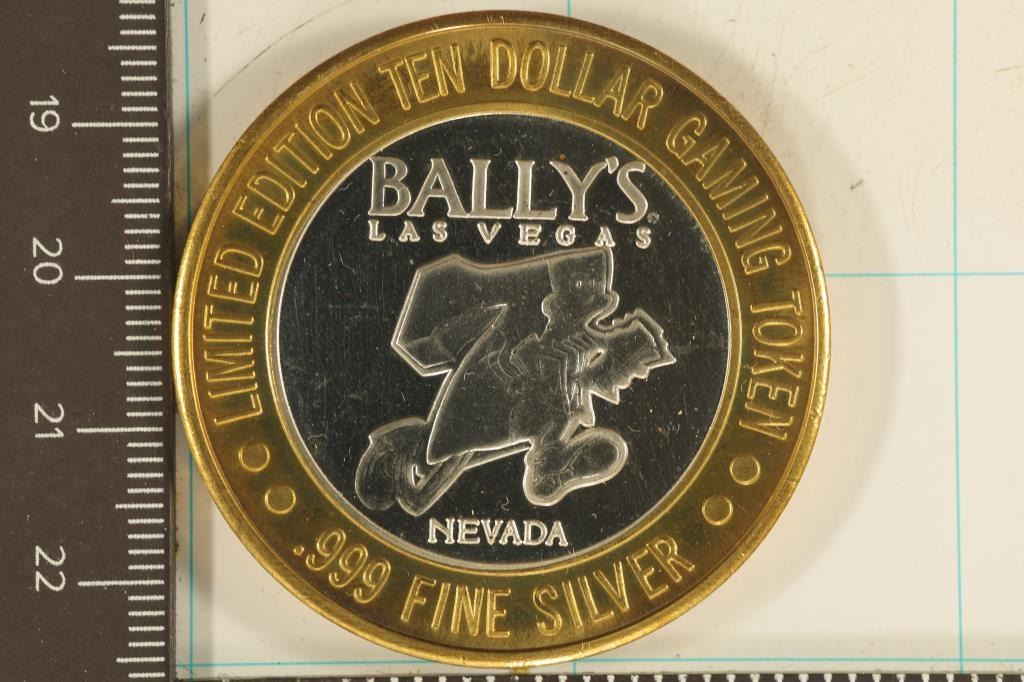 LIMITED EDITION TEN DOLLAR GAMING TOKEN
BALLY'S
LAS VEGAS
NEVADA
.999 FINE SILVER
19
20
21
22